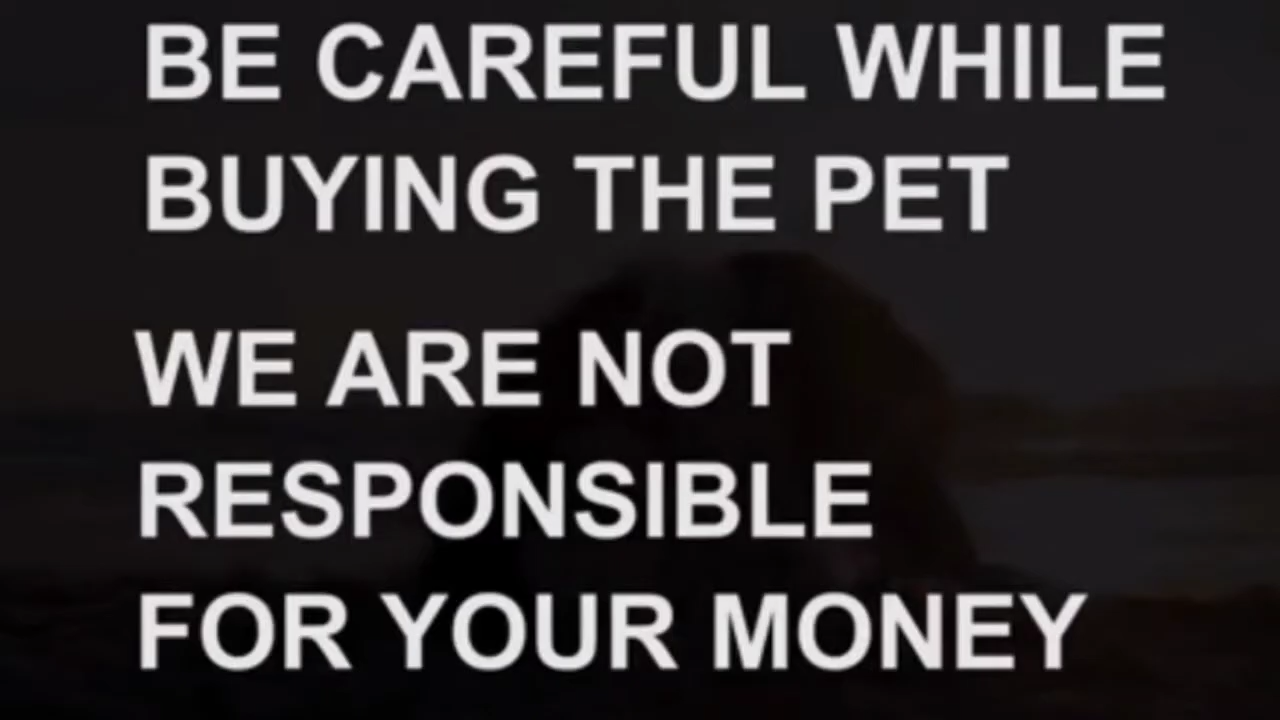 BE CAREFUL WHILE
BUYING THE PET
WE ARE NOT
RESPONSIBLE
FOR YOUR MONEY